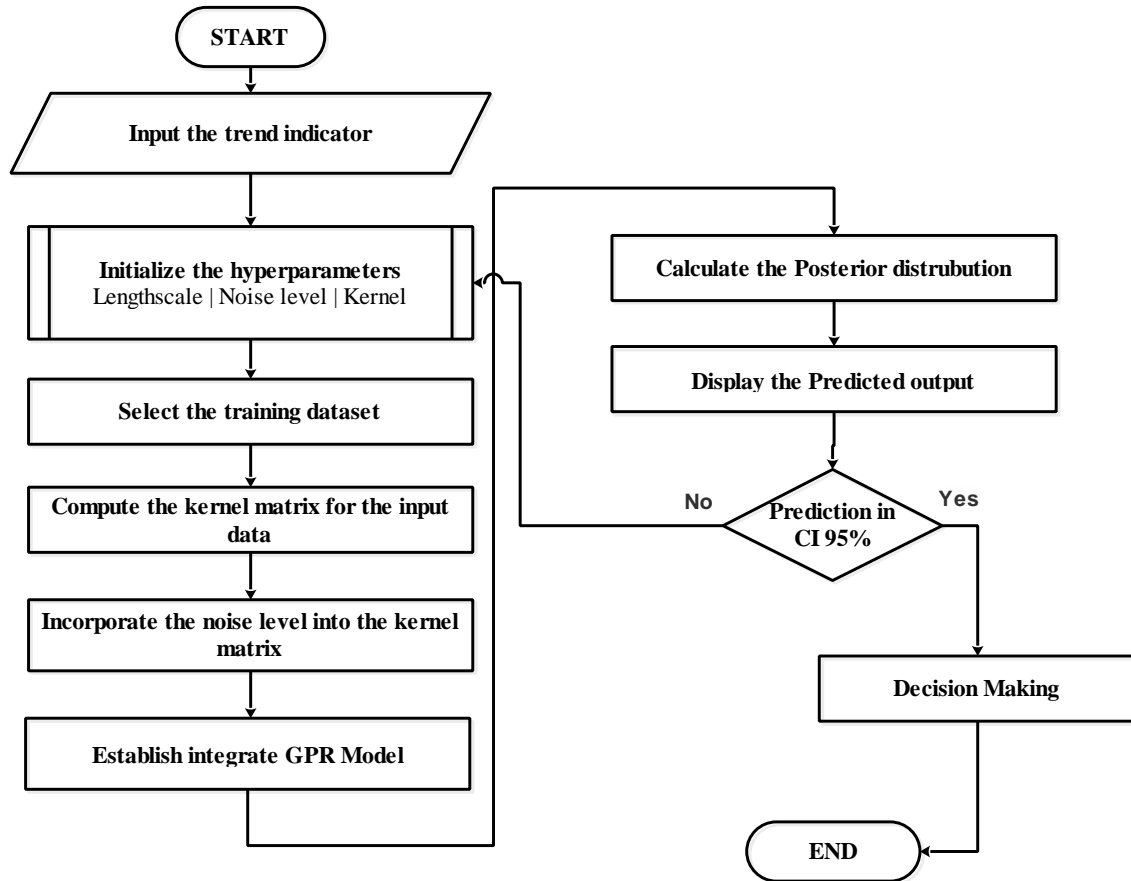 START
Input the trend indicator
Initialize the hyperparameters
Lengthscale | Noise level | Kernel
Select the training dataset
Compute the kernel matrix for the input
data
Incorporate the noise level into the kernel
matrix
Establish integrate GPR Model
Calculate the Posterior distrubution
Display the Predicted output
Prediction in
CI 95%
No
Yes
Decision Making
END